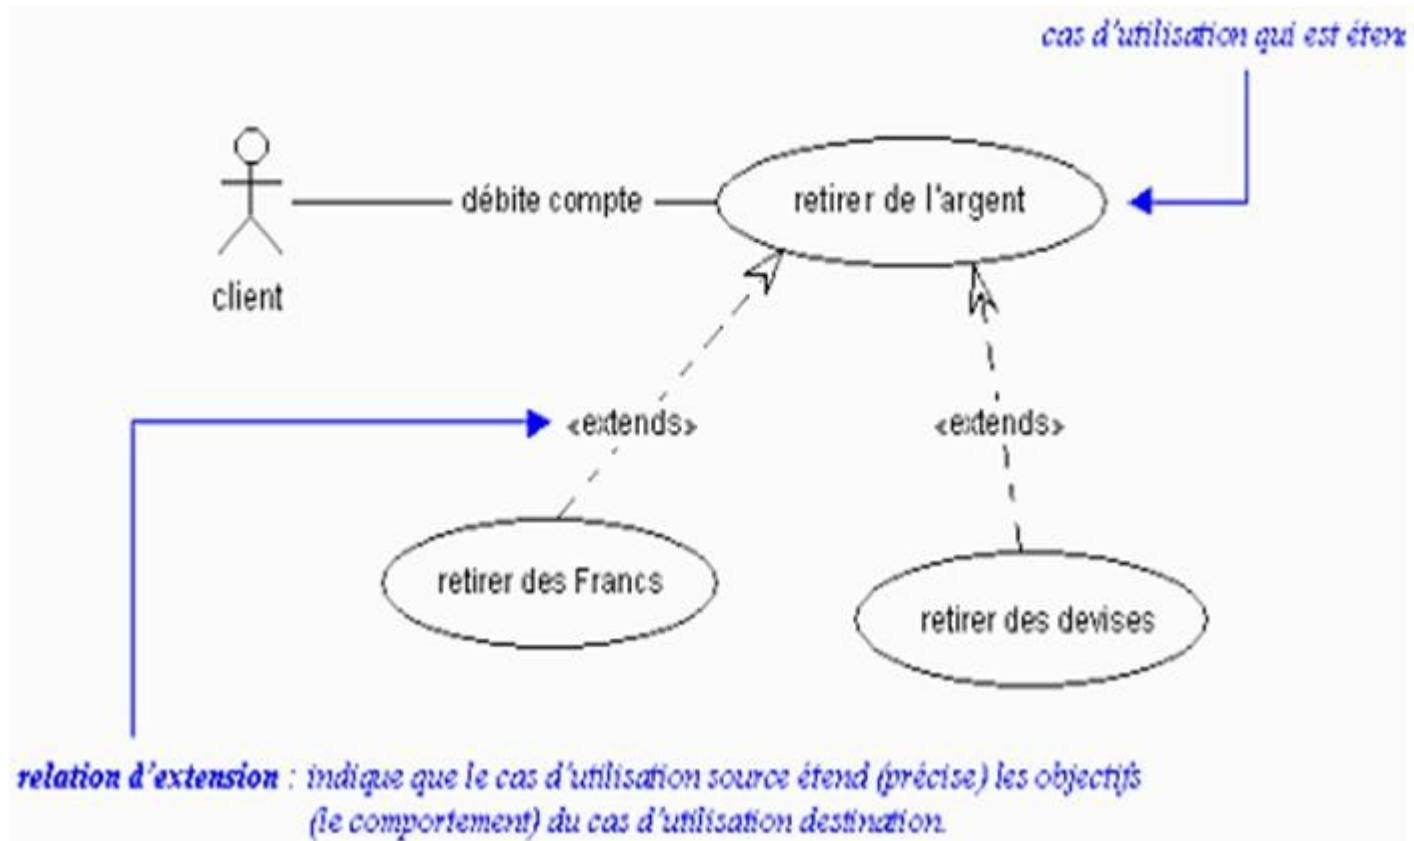 cas d'utilisation qui est éten
débite compte
retirer de l'argent
client
«extends»
«extends»
retirer des Francs
retirer des devises
relation d'extension : indique que le cas d'utilisation source étend (précise) les objectifs
(le comportement) du cas d'utilisation destination.